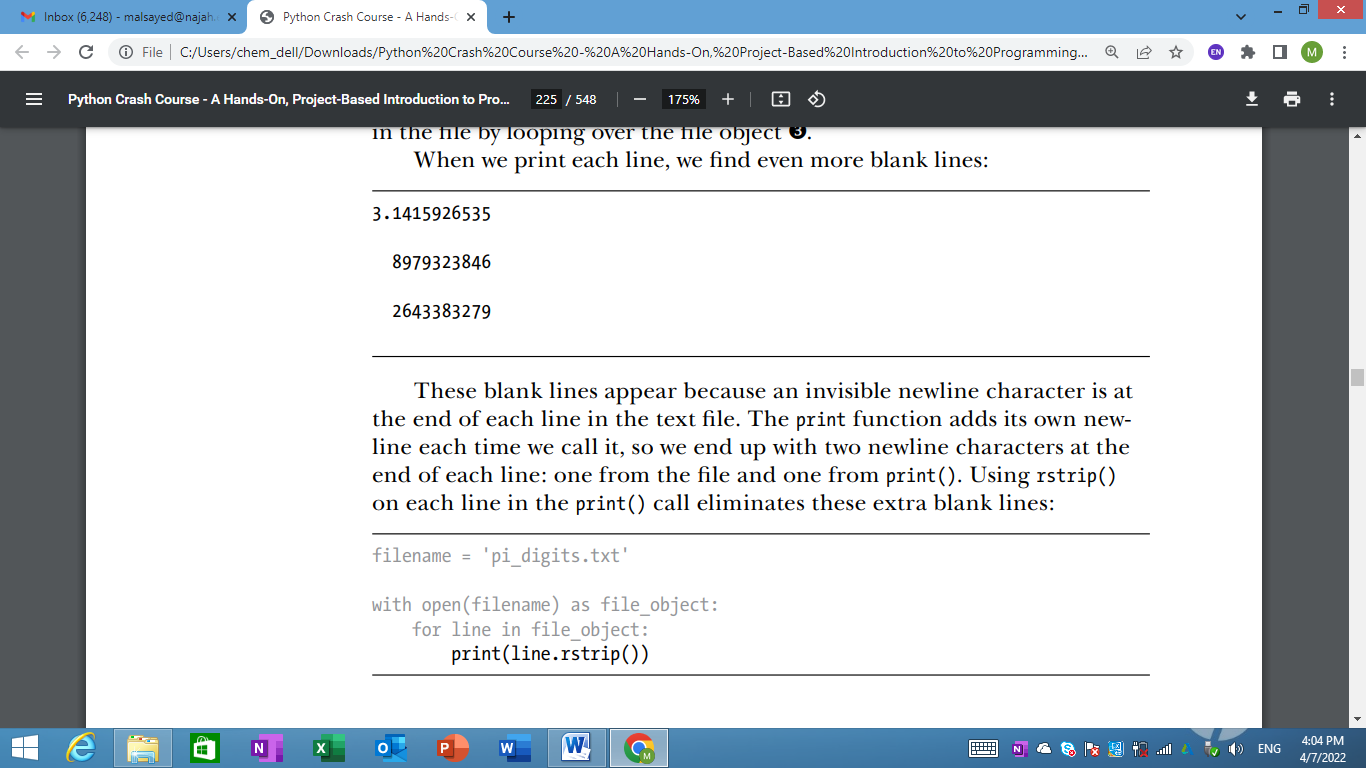 Inbox (6,248) - malsayed@najah.
Python Crash Course - A Hands-O
File
C:/Users/chem_dell/Downloads/Python%20Crash%20Course%20-%20A%20Hands-On,%20Project-Based%20Introduction%20to%20Programming...
EN
M
Python Crash Course - A Hands-On, Project-Based Introduction to Pro...
225 / 548
175%
in the file by looping over the file object ❸.
When we print each line, we find even more blank lines:
3.1415926535
8979323846
2643383279
These blank lines appear because an invisible newline character is at
the end of each line in the text file. The print function adds its own new-
line each time we call it, so we end up with two newline characters at the
end of each line: one from the file and one from print(). Using rstrip()
on each line in the print() call eliminates these extra blank lines:
filename = 'pi_digits.txt'
with open(filename) as file_object:
for line in file_object:
print(line.rstrip())
ENG
4:04 PM
4/7/2022